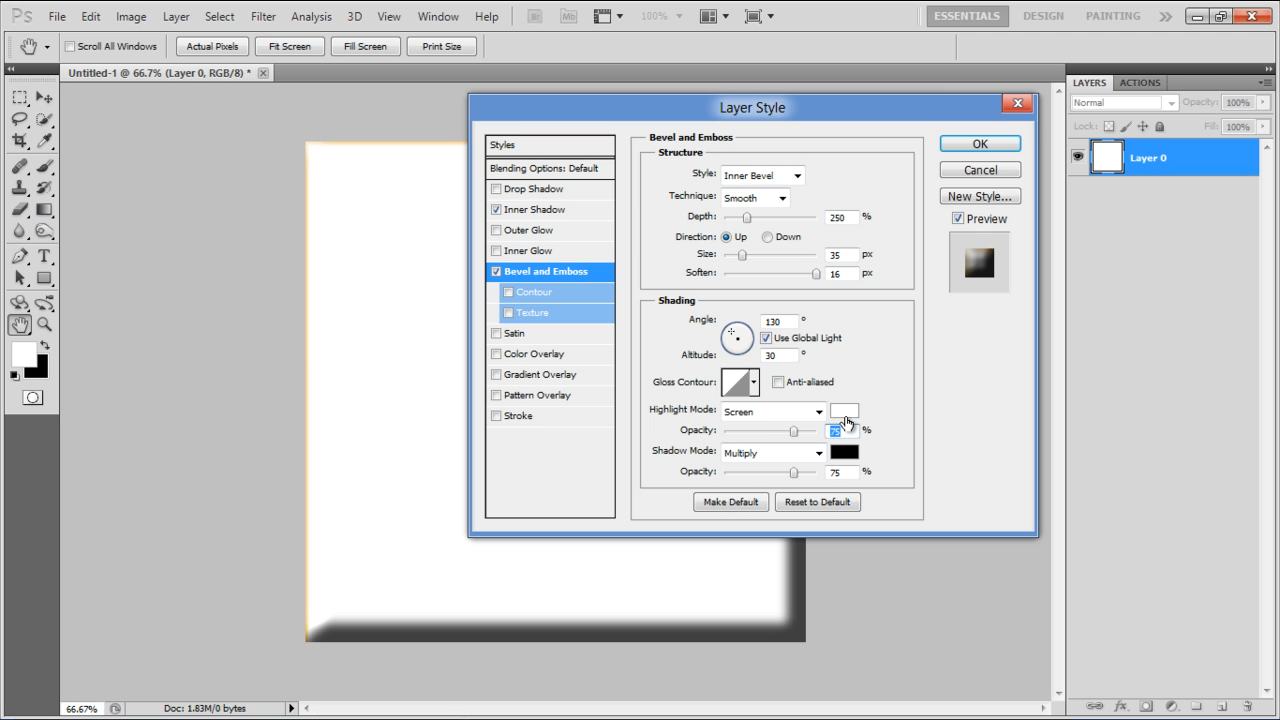 Ps File Edit Image Layer Select Filter Analysis 3D View Window Help Br Mb 100% ESSENTIALS DESIGN PAINTING
Scroll All Windows Actual Pixels Fit Screen Fill Screen Print Size
Untitled-1 @ 66.7% (Layer 0, RGB/8) *
LAYERS ACTIONS
Normal Opacity: 100%
Lock: Fill: 100%
Layer 0
Layer Style
Styles
Blending Options: Default
Drop Shadow
Inner Shadow
Outer Glow
Inner Glow
Bevel and Emboss
Contour
Texture
Satin
Color Overlay
Gradient Overlay
Pattern Overlay
Stroke
Bevel and Emboss
Structure
Style: Inner Bevel
Technique: Smooth
Depth: 250 %
Direction: Up Down
Size: 35 px
Soften: 16 px
Shading
Angle: 130 °
Use Global Light
Altitude: 30 °
Gloss Contour: Anti-aliased
Highlight Mode: Screen
Opacity: 75 %
Shadow Mode: Multiply
Opacity: 75 %
Make Default Reset to Default
OK
Cancel
New Style...
Preview
66.67% Doc: 1.83M/0 bytes
fx